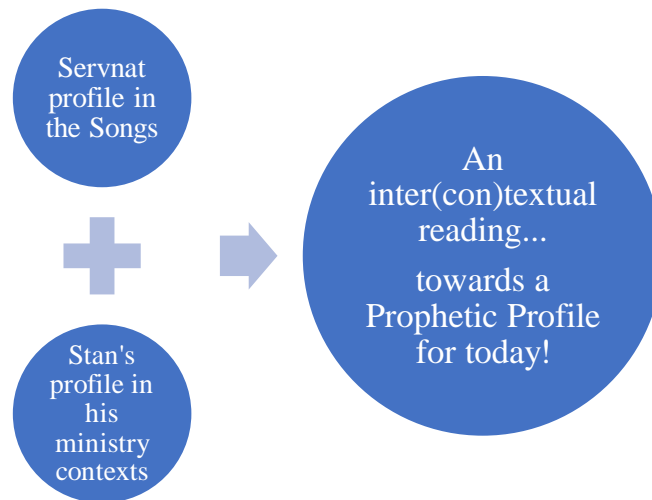 Servnat
profile in
the Songs
Stan's
profile in
his
ministry
contexts
An
inter(con)textual
reading...
towards a
Prophetic Profile
for today!